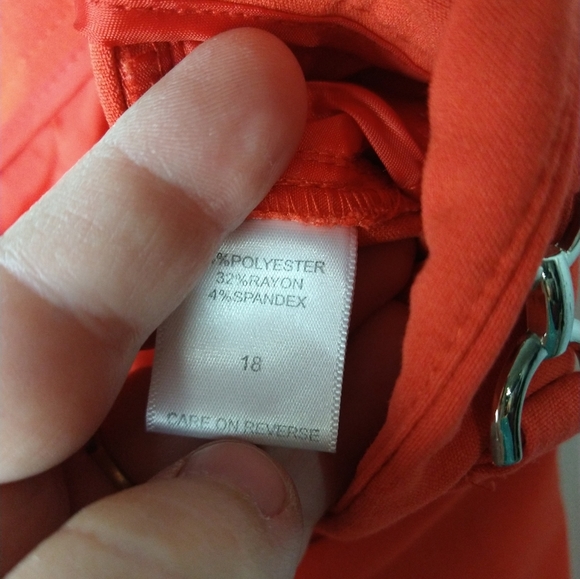 %POLYESTER
32%RAYON
4%SPANDEX
18
CARE ON REVERSE